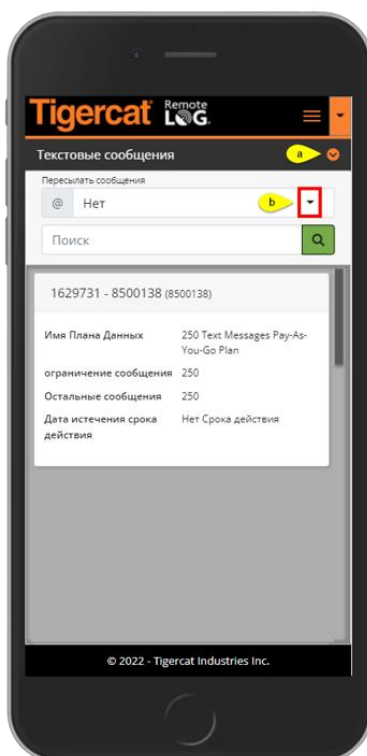 Tigercat Remote LOG
Текстовые сообщения a
Пересылать сообщения
@ Нет b
Поиск
1629731 - 8500138 (8500138)
Имя Плана Данных 250 Text Messages Pay-As-
You-Go Plan
ограничение сообщения 250
Остальные сообщения 250
Дата истечения срока Нет Срока действия
действия
© 2022 - Tigercat Industries Inc.